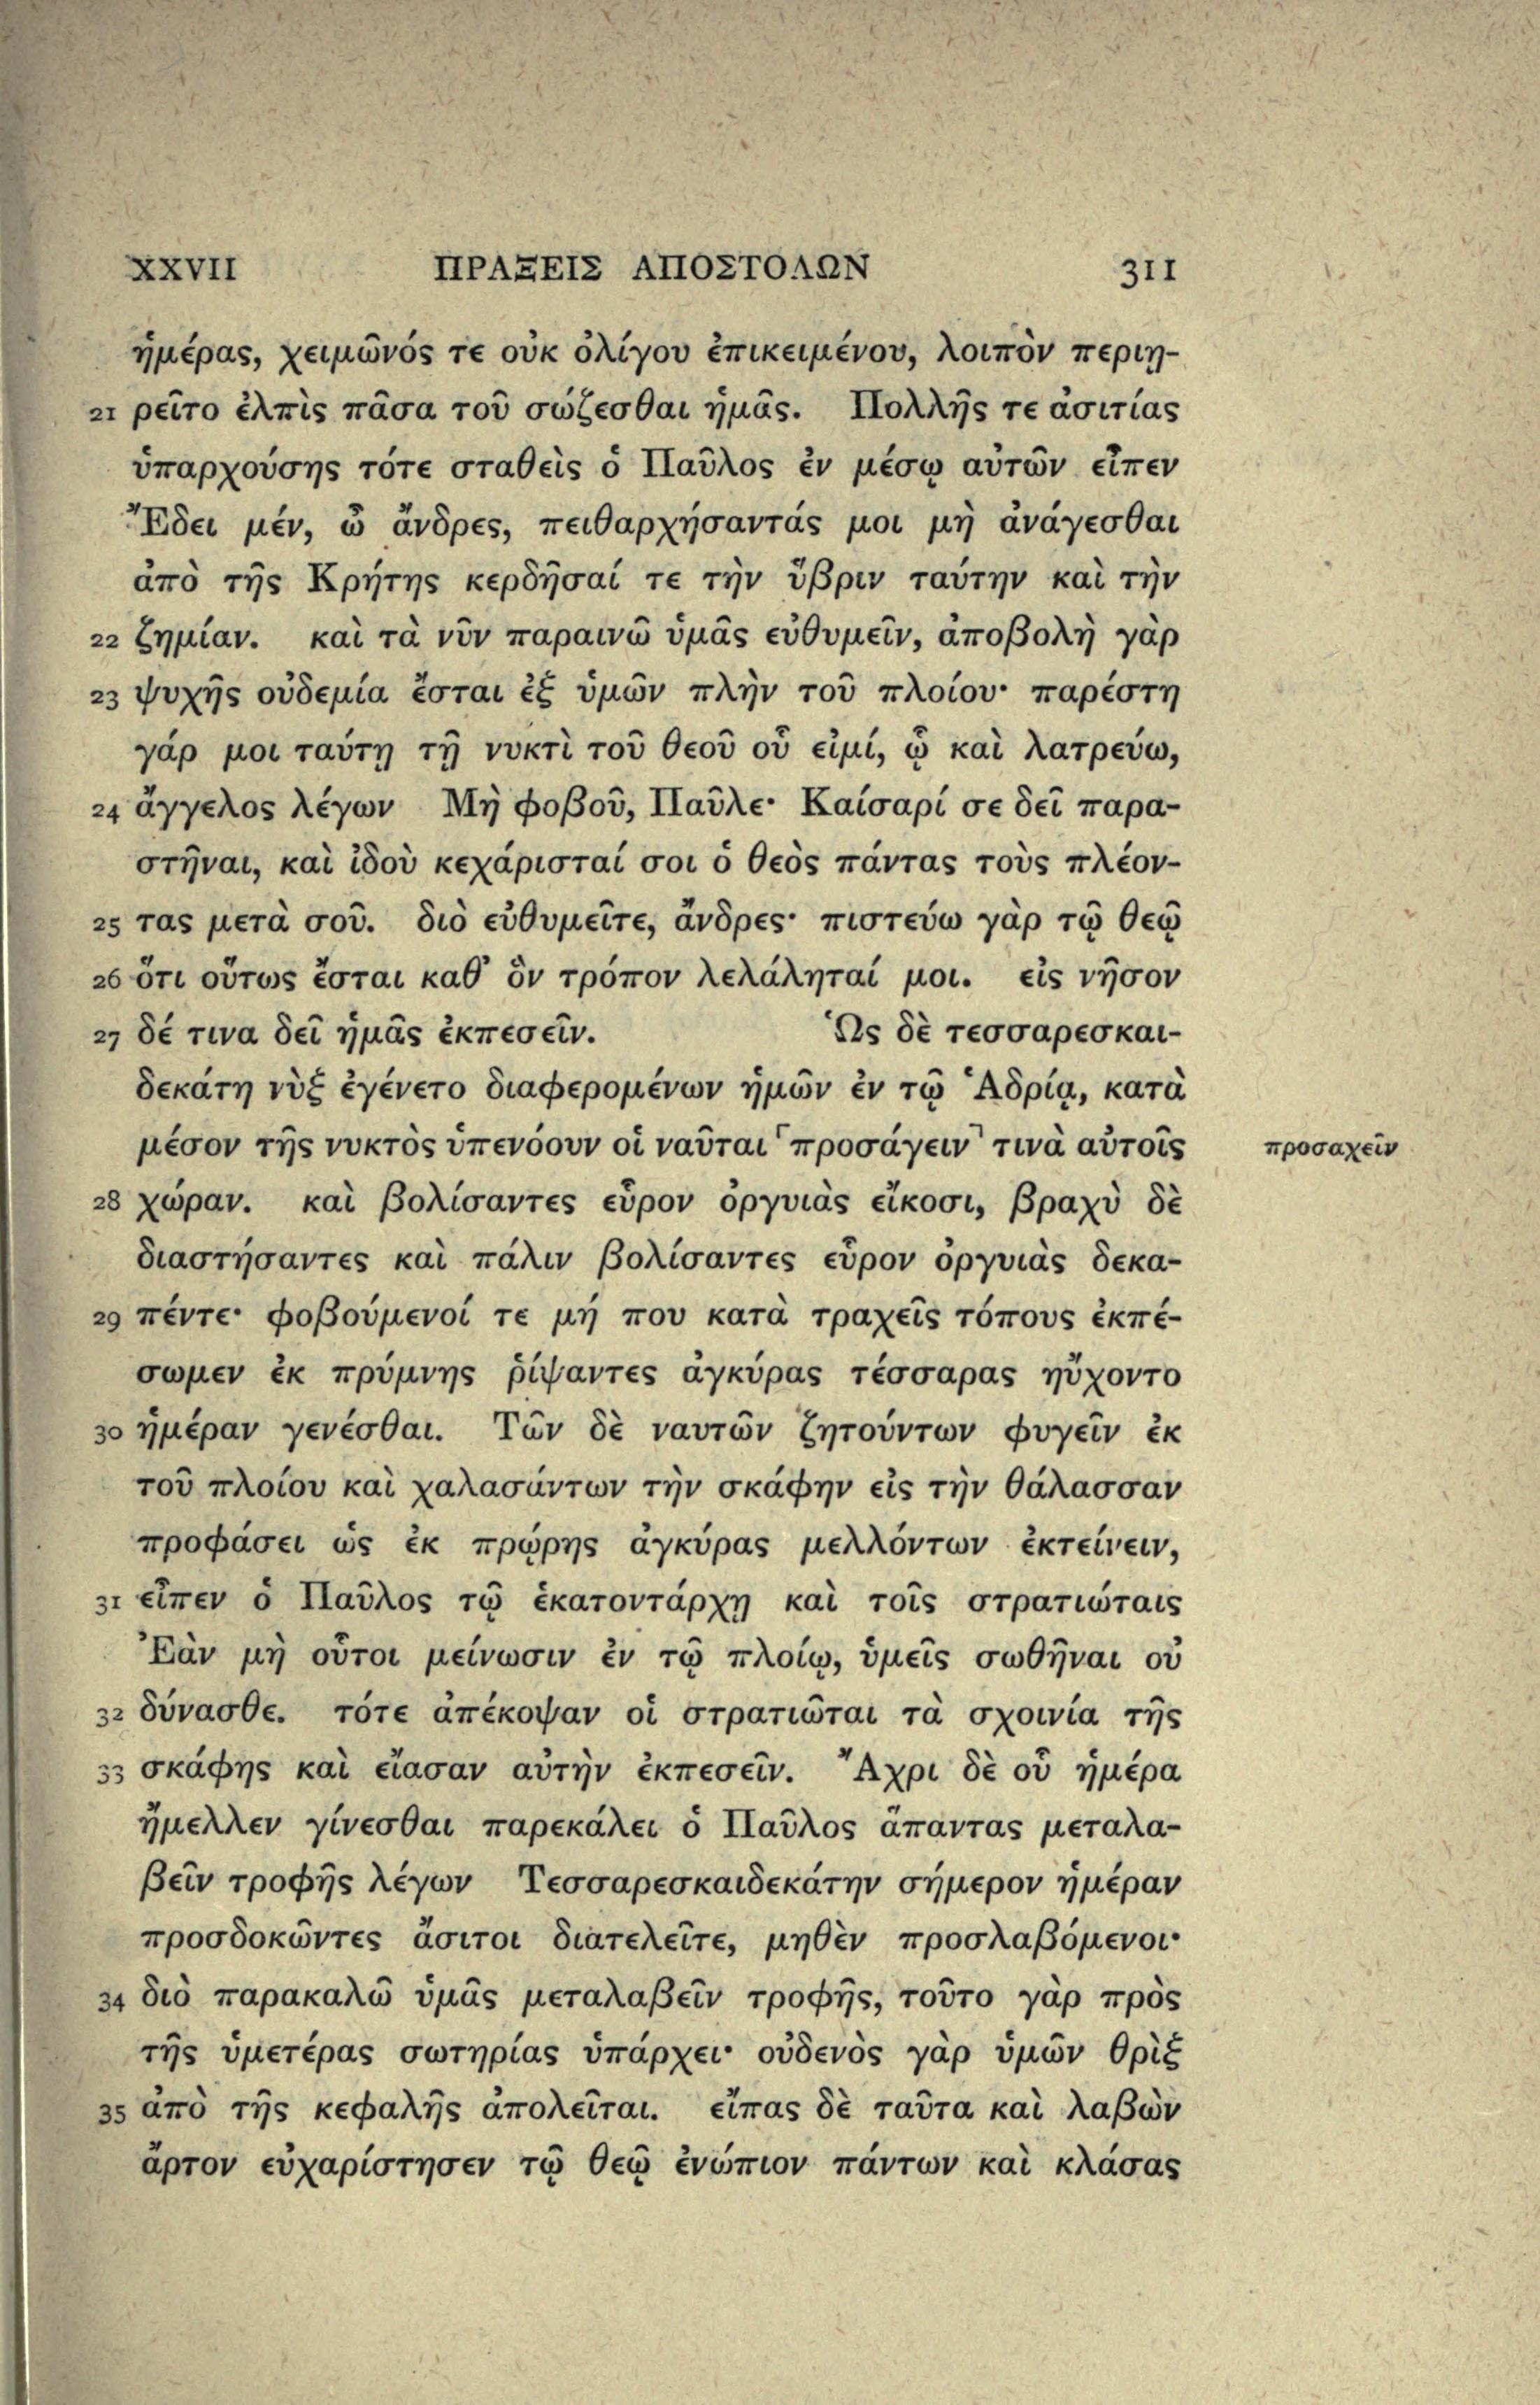 XXVII ΠΡΑΞΕΙΣ ΑΠΟΣΤΟΛΩΝ 311
ἡμέρας, χειμῶνός τε οὐκ ὀλίγου ἐπικειμένου, λοιπὸν περιῃ-
21 ρεῖτο ἐλπὶς πᾶσα τοῦ σώζεσθαι ἡμᾶς. Πολλῆς τε ἀσιτίας
ὑπαρχούσης τότε σταθεὶς ὁ Παῦλος ἐν μέσῳ αὐτῶν εἶπεν
Ἔδει μέν, ὦ ἄνδρες, πειθαρχήσαντάς μοι μὴ ἀνάγεσθαι
ἀπὸ τῆς Κρήτης κερδῆσαί τε τὴν ὕβριν ταύτην καὶ τὴν
22 ζημίαν. καὶ τὰ νῦν παραινῶ ὑμᾶς εὐθυμεῖν, ἀποβολὴ γὰρ
23 ψυχῆς οὐδεμία ἔσται ἐξ ὑμῶν πλὴν τοῦ πλοίου· παρέστη
γάρ μοι ταύτῃ τῇ νυκτὶ τοῦ θεοῦ οὗ εἰμί, ᾧ καὶ λατρεύω,
24 ἄγγελος λέγων Μὴ φοβοῦ, Παῦλε· Καίσαρί σε δεῖ παρα-
στῆναι, καὶ ἰδοὺ κεχάρισταί σοι ὁ θεὸς πάντας τοὺς πλέον-
25 τας μετὰ σοῦ. διὸ εὐθυμεῖτε, ἄνδρες· πιστεύω γὰρ τῷ θεῷ
26 ὅτι οὕτως ἔσται καθ᾽ ὃν τρόπον λελάληταί μοι. εἰς νῆσον
27 δέ τινα δεῖ ἡμᾶς ἐκπεσεῖν. Ὡς δὲ τεσσαρεσκαι-
δεκάτη νὺξ ἐγένετο διαφερομένων ἡμῶν ἐν τῷ Ἁδρίᾳ, κατὰ
μέσον τῆς νυκτὸς ὑπενόουν οἱ ναῦται ⌜προσάγειν⌝ τινὰ αὐτοῖς προσαχεῖν
28 χώραν. καὶ βολίσαντες εὗρον ὀργυιὰς εἴκοσι, βραχὺ δὲ
διαστήσαντες καὶ πάλιν βολίσαντες εὗρον ὀργυιὰς δεκα-
29 πέντε· φοβούμενοί τε μή που κατὰ τραχεῖς τόπους ἐκπέ-
σωμεν ἐκ πρύμνης ῥίψαντες ἀγκύρας τέσσαρας ηὔχοντο
30 ἡμέραν γενέσθαι. Τῶν δὲ ναυτῶν ζητούντων φυγεῖν ἐκ
τοῦ πλοίου καὶ χαλασάντων τὴν σκάφην εἰς τὴν θάλασσαν
προφάσει ὡς ἐκ πρῴρης ἀγκύρας μελλόντων ἐκτείνειν,
31 εἶπεν ὁ Παῦλος τῷ ἑκατοντάρχῃ καὶ τοῖς στρατιώταις
Ἐὰν μὴ οὗτοι μείνωσιν ἐν τῷ πλοίῳ, ὑμεῖς σωθῆναι οὐ
32 δύνασθε. τότε ἀπέκοψαν οἱ στρατιῶται τὰ σχοινία τῆς
33 σκάφης καὶ εἴασαν αὐτὴν ἐκπεσεῖν. Ἄχρι δὲ οὗ ἡμέρα
ἤμελλεν γίνεσθαι παρεκάλει ὁ Παῦλος ἅπαντας μεταλα-
βεῖν τροφῆς λέγων Τεσσαρεσκαιδεκάτην σήμερον ἡμέραν
προσδοκῶντες ἄσιτοι διατελεῖτε, μηθὲν προσλαβόμενοι·
34 διὸ παρακαλῶ ὑμᾶς μεταλαβεῖν τροφῆς, τοῦτο γὰρ πρὸς
τῆς ὑμετέρας σωτηρίας ὑπάρχει· οὐδενὸς γὰρ ὑμῶν θρὶξ
35 ἀπὸ τῆς κεφαλῆς ἀπολεῖται. εἴπας δὲ ταῦτα καὶ λαβὼν
ἄρτον εὐχαρίστησεν τῷ θεῷ ἐνώπιον πάντων καὶ κλάσας